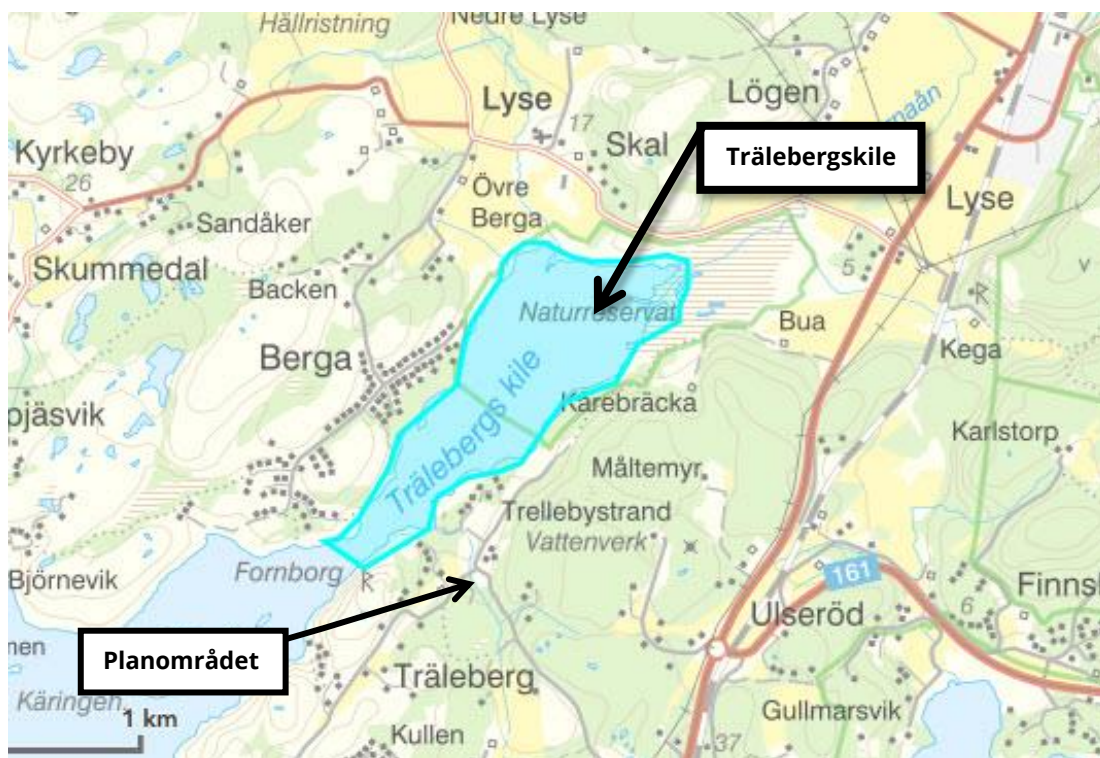 Hällristning
Nedre Lyse
Lyse
17
Lögen
Skal
Kyrkeby
26
Trälebergskile
Övre
Berga
Lyse
Sandåker
Skummedal
5
Backen
Naturreservat
Bua
Berga
Kega
Trälebergs kile
Kärebräcka
Karlstorp
Måltemyr
Trellebystrand
Vattenverk
Fornborg
161
Björnevik
Ulseröd
6
Planområdet
Träleberg
Käringen
1 km
Gullmarsvik
Kullen
37